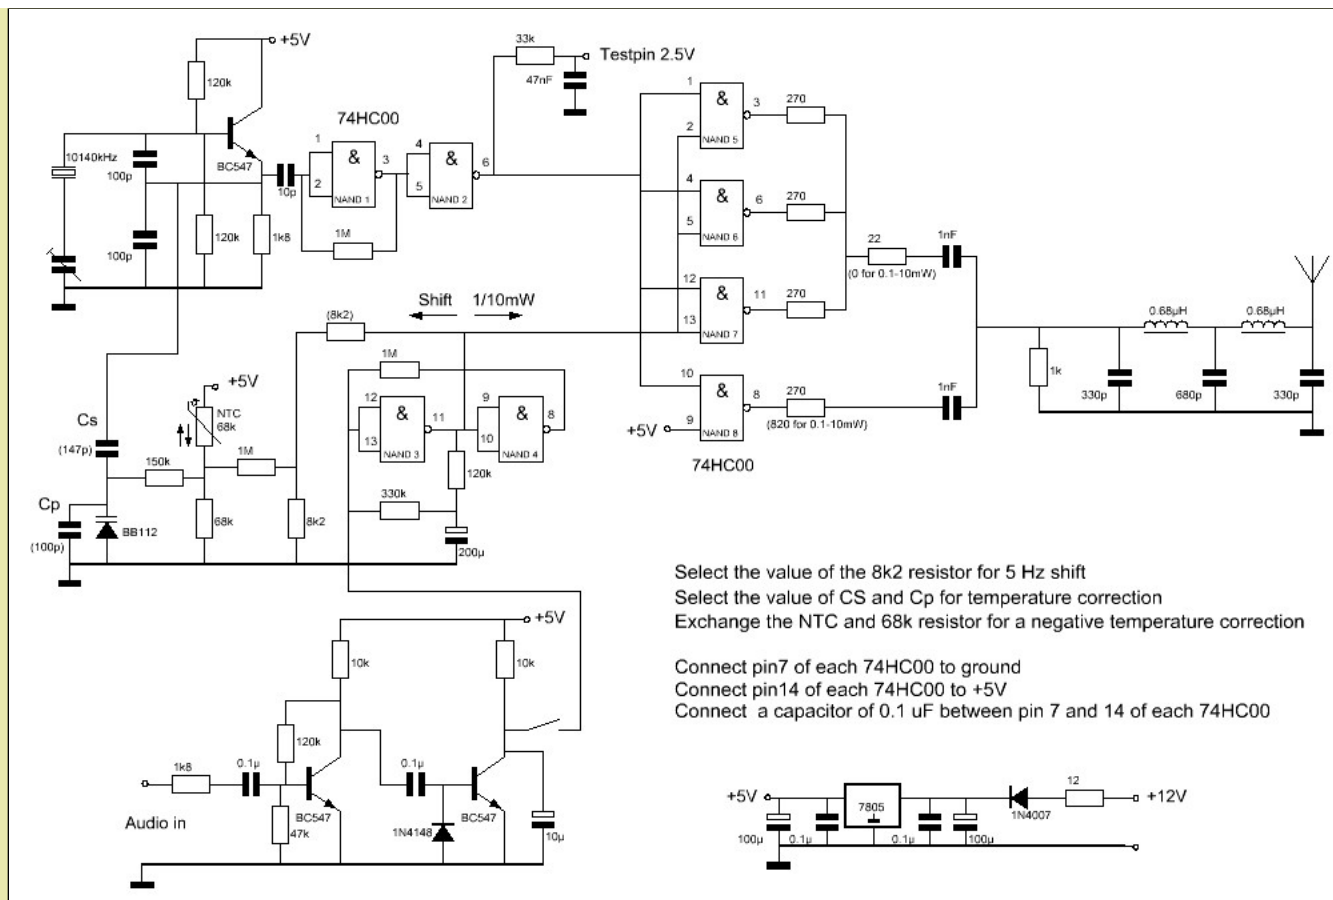 +5V
120k
BC547
10140kHz
100p
100p
120k
1k8
10p
74HC00
1
2
&
3
NAND 1
4
5
&
6
NAND 2
1M
33k
Testpin 2.5V
47nF
1
2
&
3
NAND 5
270
4
5
&
6
NAND 6
270
12
13
&
11
NAND 7
270
10
9
&
8
NAND 8
+5V
270
(820 for 0.1-10mW)
74HC00
22
(0 for 0.1-10mW)
1nF
1nF
1k
0.68µH
0.68µH
330p
680p
330p
Shift
1/10mW
(8k2)
1M
12
13
&
11
NAND 3
9
10
&
8
NAND 4
120k
330k
200µ
+5V
NTC
68k
Cs
(147p)
150k
1M
Cp
(100p)
BB112
68k
8k2
Select the value of the 8k2 resistor for 5 Hz shift
Select the value of CS and Cp for temperature correction
Exchange the NTC and 68k resistor for a negative temperature correction
Connect pin7 of each 74HC00 to ground
Connect pin14 of each 74HC00 to +5V
Connect a capacitor of 0.1 uF between pin 7 and 14 of each 74HC00
+5V
10k
10k
120k
1k8
0.1µ
0.1µ
BC547
BC547
47k
1N4148
10µ
Audio in
+5V
7805
12
+12V
1N4007
100µ
0.1µ
0.1µ
100µ